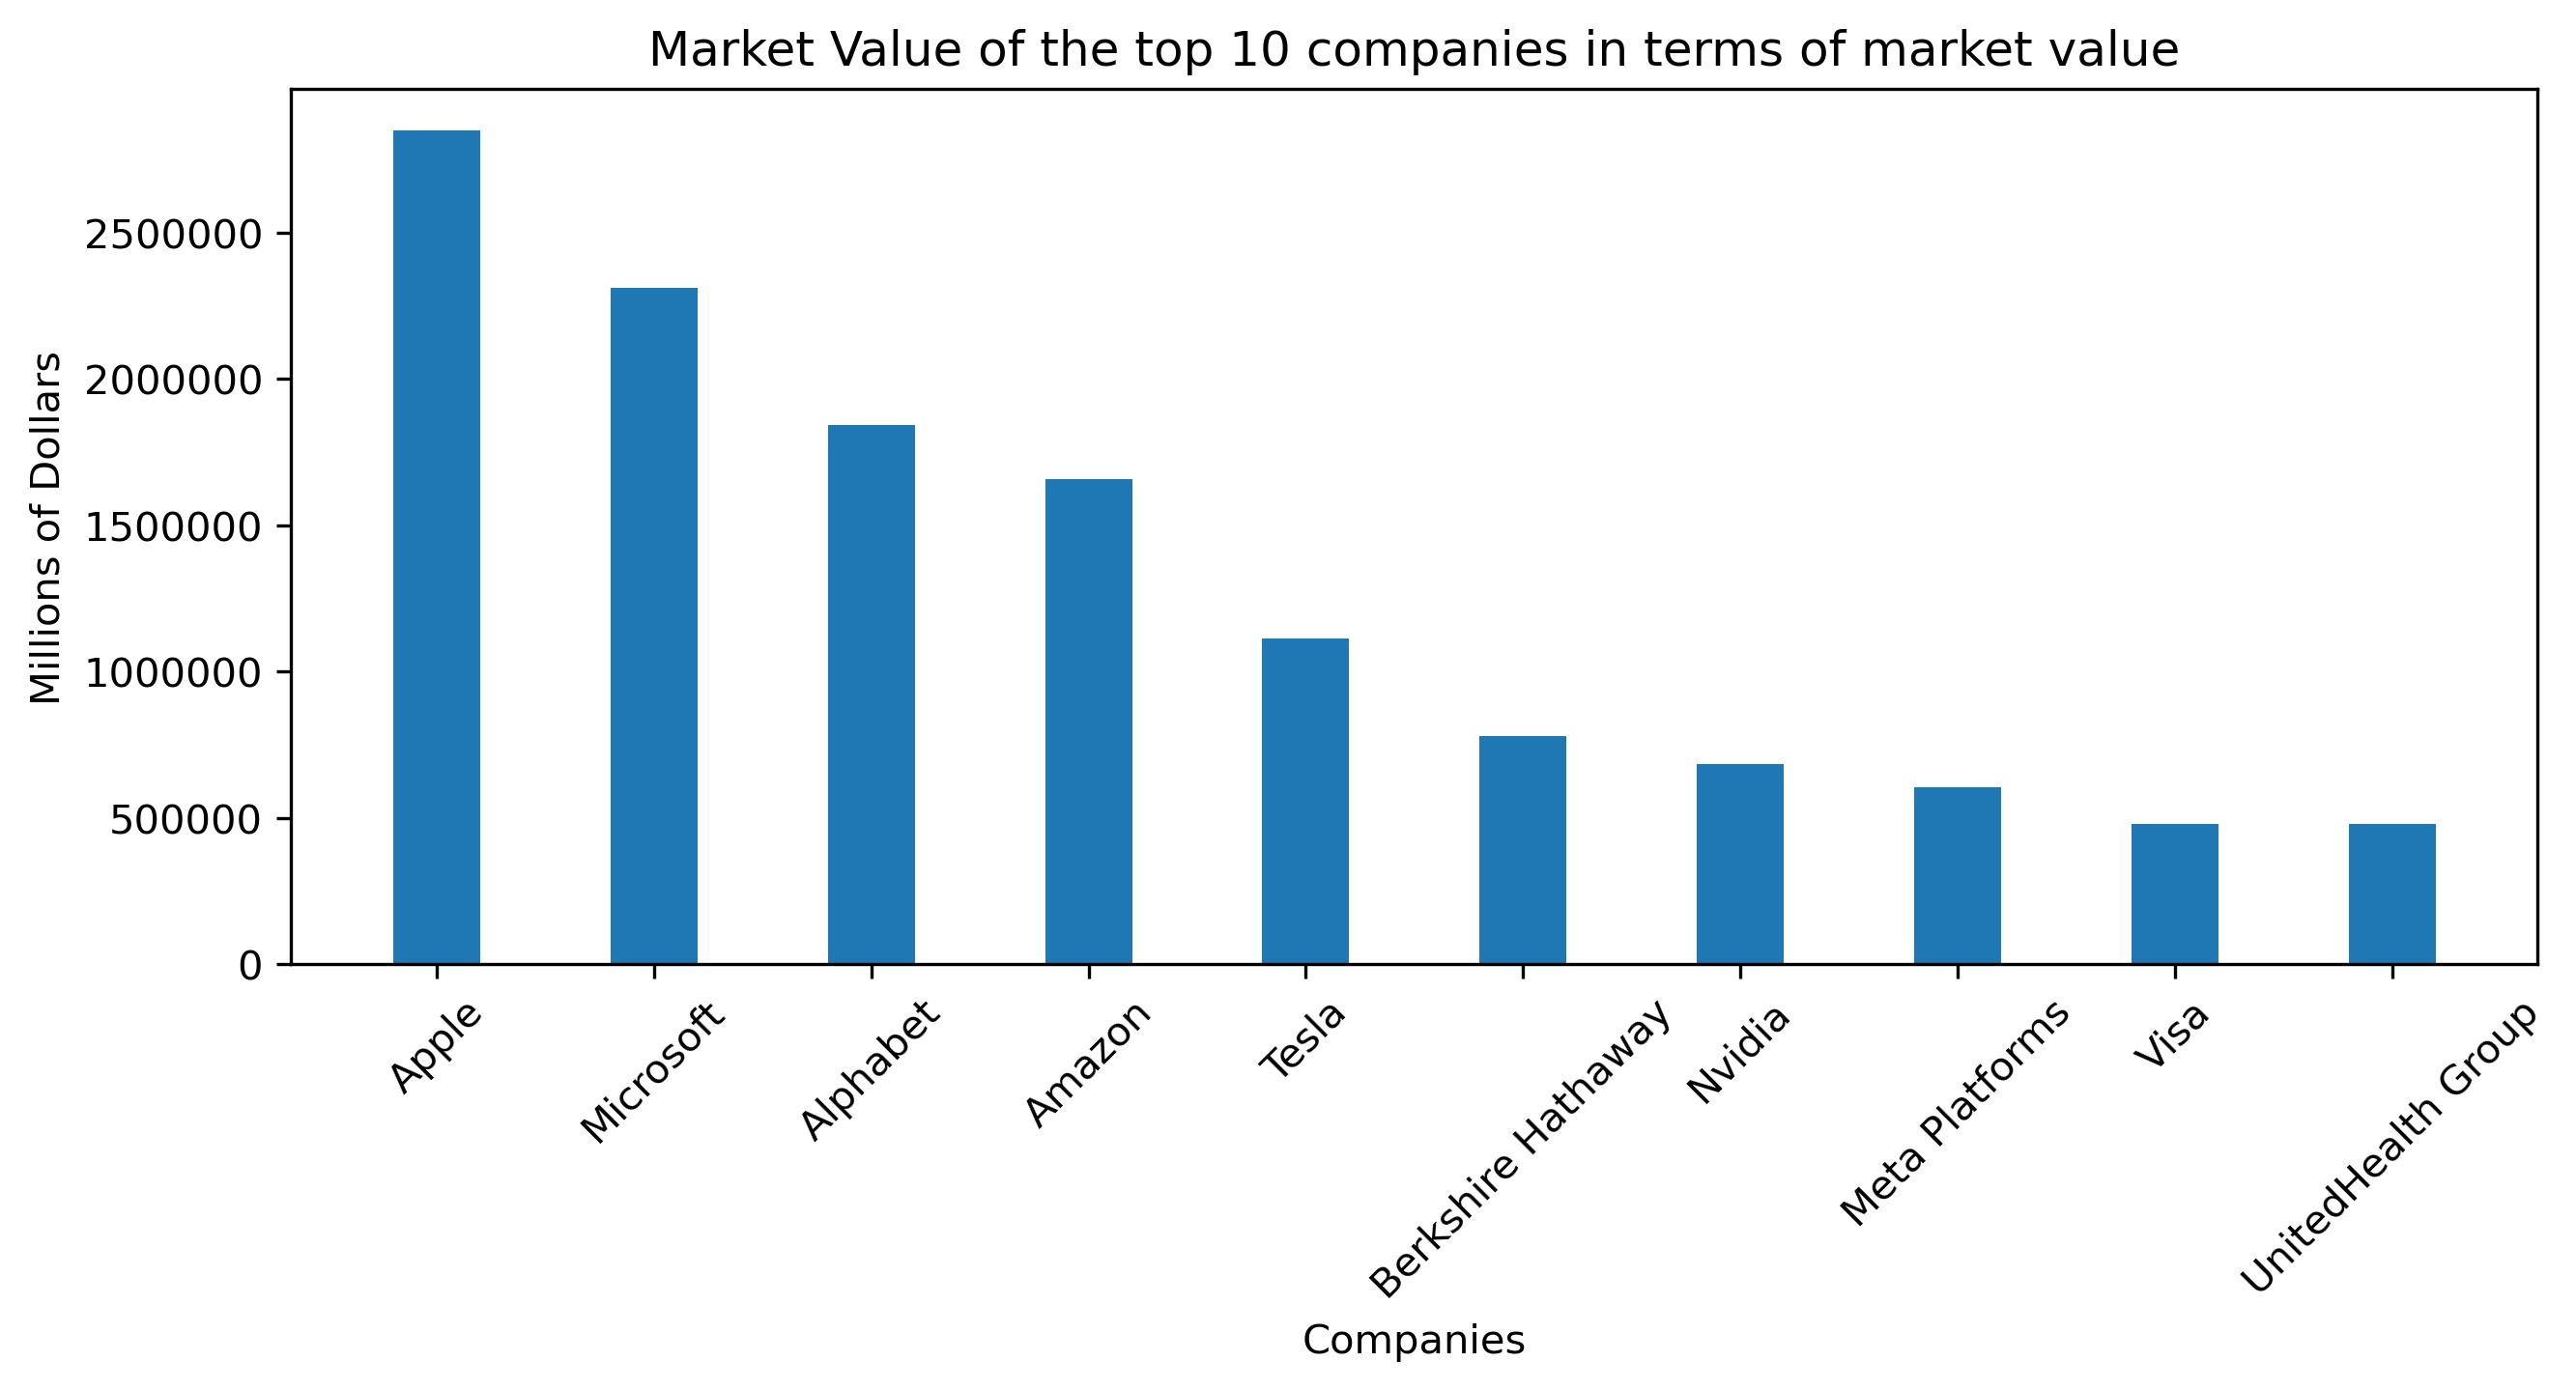 Market Value of the top 10 companies in terms of market value
Millions of Dollars
2500000
2000000
1500000
1000000
500000
0
Apple
Microsoft
Alphabet
Amazon
Tesla
Berkshire Hathaway
Nvidia
Meta Platforms
Visa
UnitedHealth Group
Companies